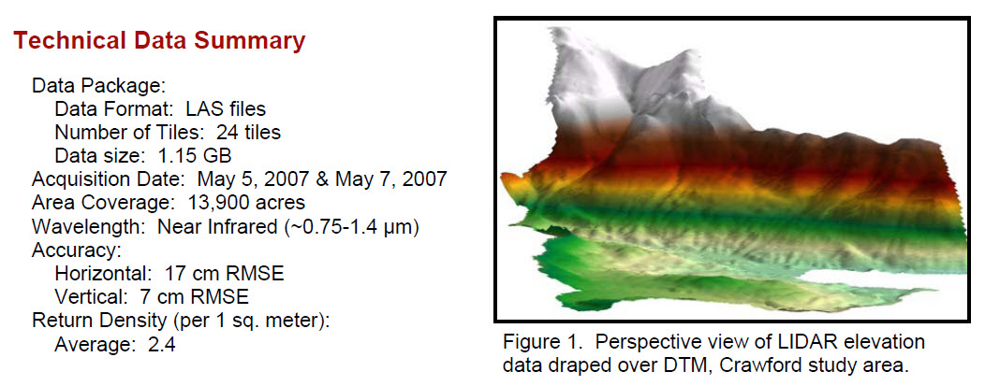 Technical Data Summary
Data Package:
Data Format: LAS files
Number of Tiles: 24 tiles
Data size: 1.15 GB
Acquisition Date: May 5, 2007 & May 7, 2007
Area Coverage: 13,900 acres
Wavelength: Near Infrared (~0.75-1.4 µm)
Accuracy:
Horizontal: 17 cm RMSE
Vertical: 7 cm RMSE
Return Density (per 1 sq. meter):
Average: 2.4
Figure 1. Perspective view of LIDAR elevation
data draped over DTM, Crawford study area.